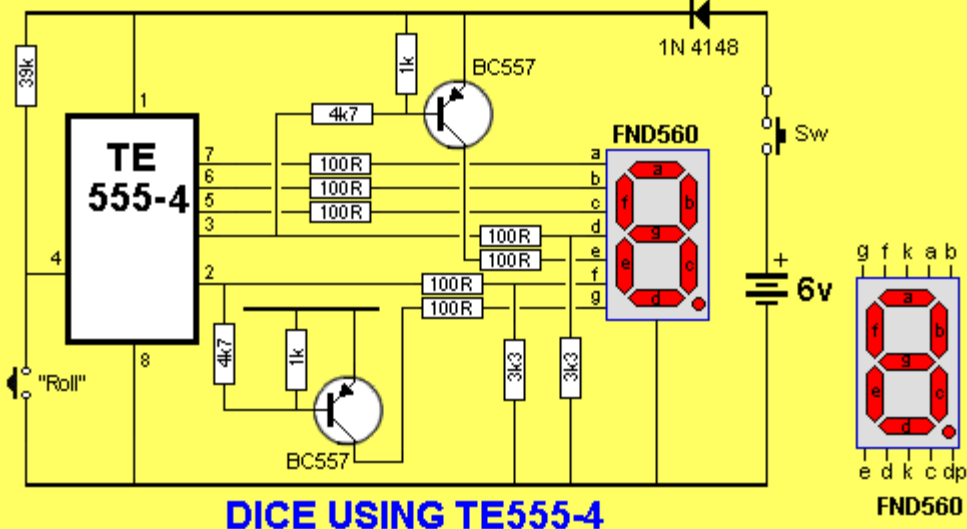 1N 4148
39k
1k
BC557
1
4k7
FND560
Sw
TE
555-4
7
100R
a
6
100R
b
5
100R
c
3
100R
d
100R
e
4
2
100R
f
100R
g
a
f
b
g
e
c
d
+
6v
g f k a b
a
f
b
g
e
c
d
8
4k7
1k
3k3
3k3
"Roll"
BC557
e d k c dp
FND560
DICE USING TE555-4